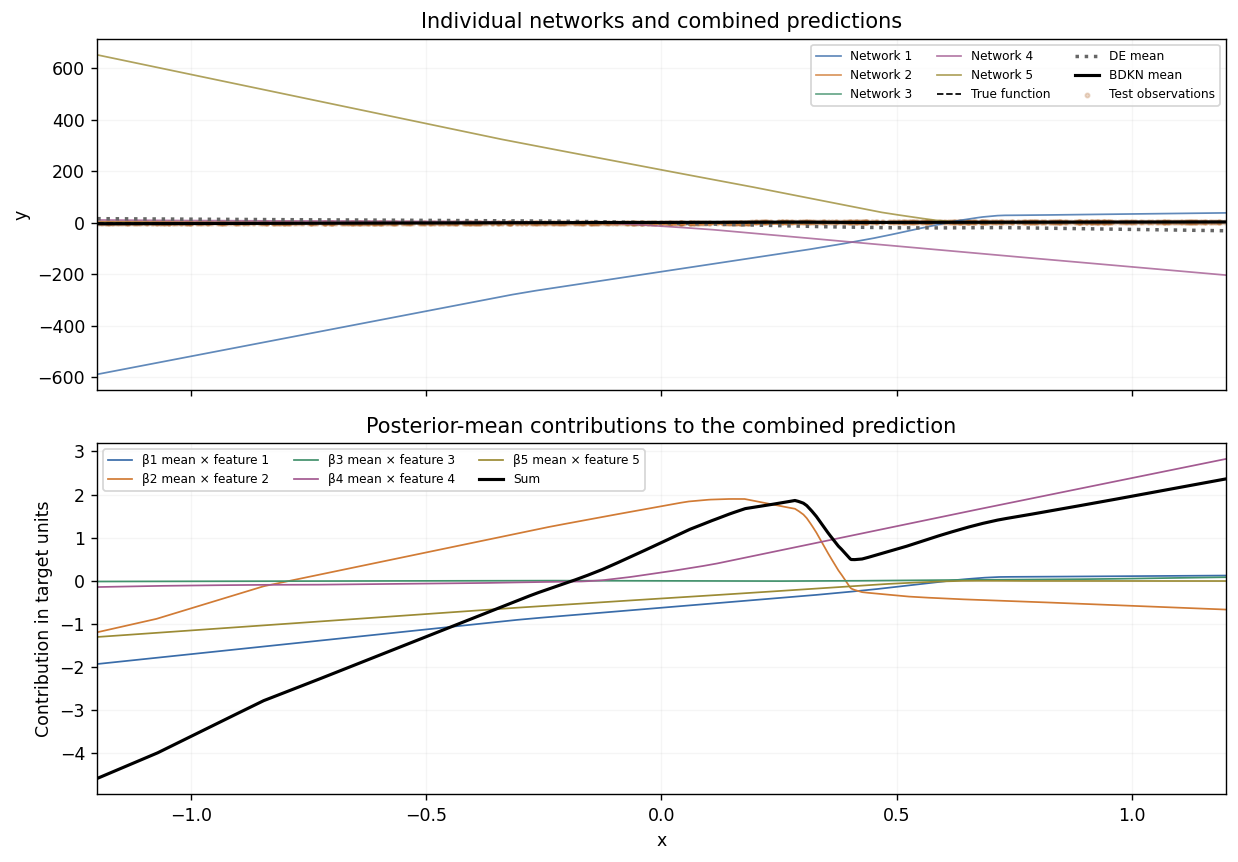 Individual networks and combined predictions
Network 1
Network 2
Network 3
Network 4
Network 5
True function
DE mean
BDKN mean
Test observations
600
400
200
0
−200
−400
−600
y
Posterior-mean contributions to the combined prediction
β1 mean × feature 1
β2 mean × feature 2
β3 mean × feature 3
β4 mean × feature 4
β5 mean × feature 5
Sum
3
2
1
0
−1
−2
−3
−4
Contribution in target units
−1.0
−0.5
0.0
0.5
1.0
x